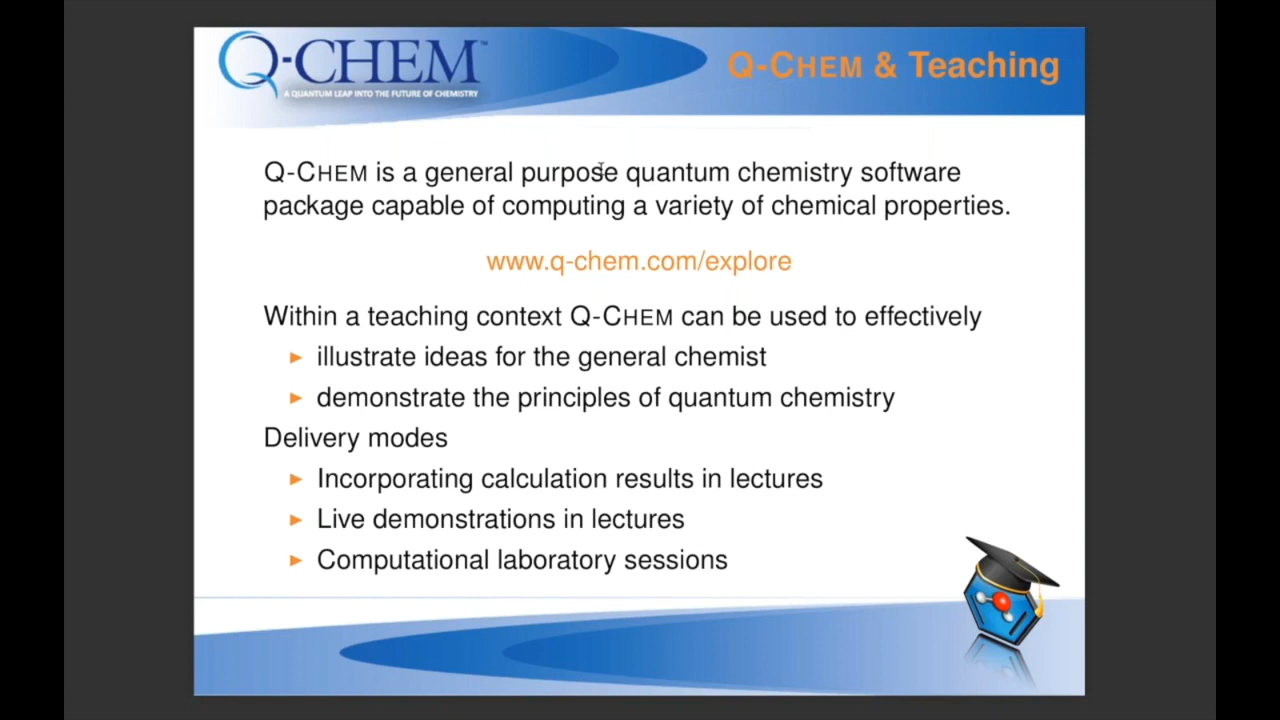 Q-CHEM™
A QUANTUM LEAP INTO THE FUTURE OF CHEMISTRY
Q-CHEM & Teaching
Q-CHEM is a general purpose quantum chemistry software
package capable of computing a variety of chemical properties.
www.q-chem.com/explore
Within a teaching context Q-CHEM can be used to effectively
► illustrate ideas for the general chemist
► demonstrate the principles of quantum chemistry
Delivery modes
► Incorporating calculation results in lectures
► Live demonstrations in lectures
► Computational laboratory sessions